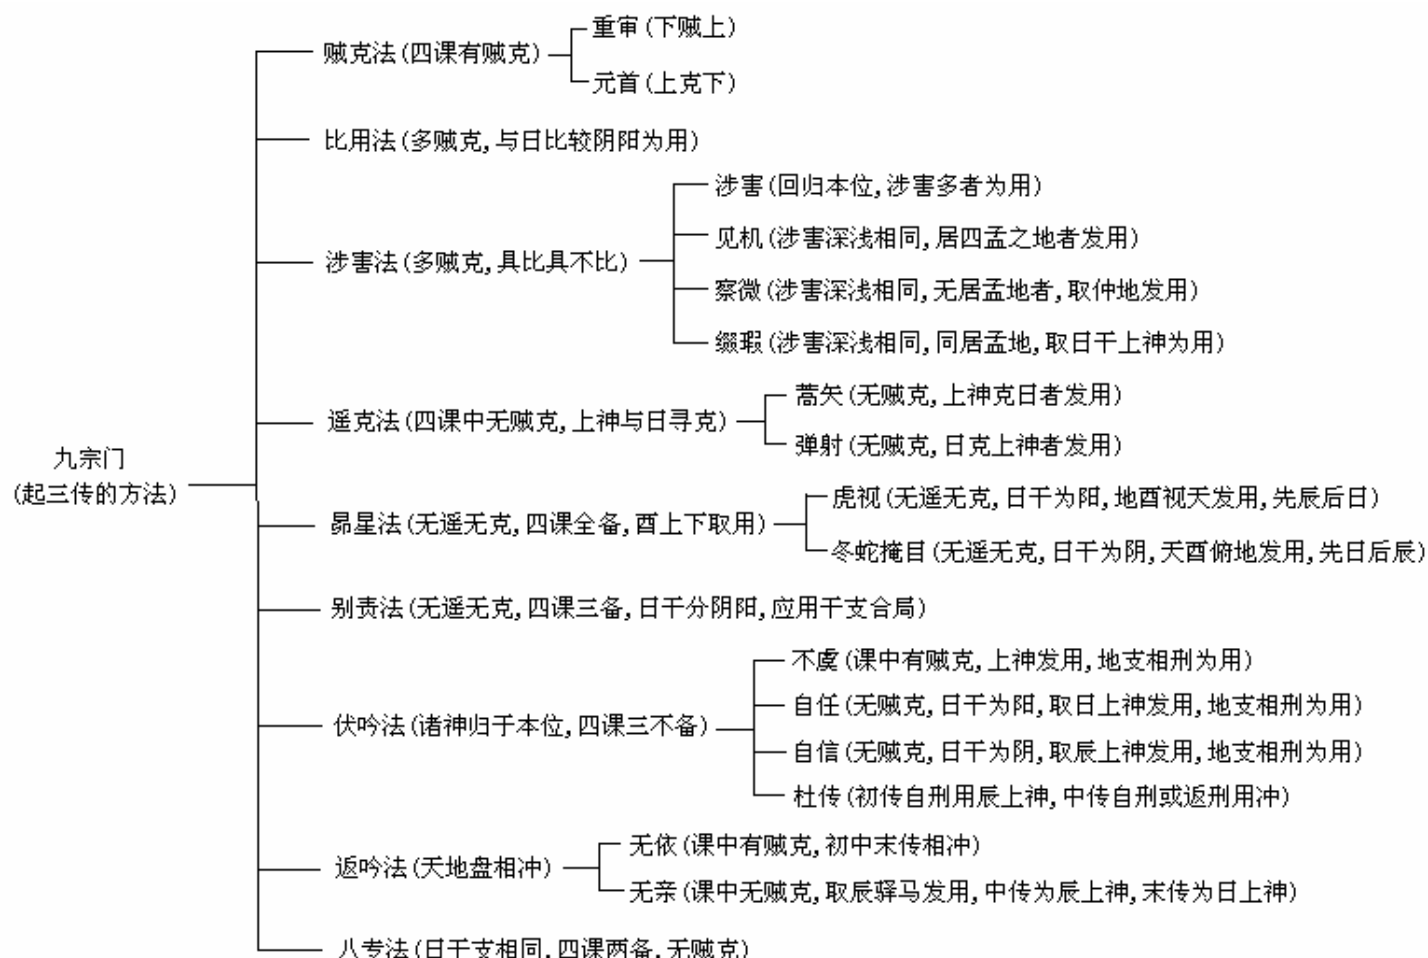 九宗门
(起三传的方法)
贼克法(四课有贼克)
重审(下贼上)
元首(上克下)
比用法(多贼克,与日比较阴阳为用)
涉害法(多贼克,具比具不比)
涉害(回归本位,涉害多者为用)
见机(涉害深浅相同,居四孟之地者发用)
察微(涉害深浅相同,无居孟地者,取仲地发用)
缀瑕(涉害深浅相同,同居孟地,取日干上神为用)
遥克法(四课中无贼克,上神与日寻克)
蒿矢(无贼克,上神克日者发用)
弹射(无贼克,日克上神者发用)
昴星法(无遥无克,四课全备,酉上下取用)
虎视(无遥无克,日干为阳,地酉视天发用,先辰后日)
冬蛇掩目(无遥无克,日干为阴,天酉俯地发用,先日后辰)
别责法(无遥无克,四课三备,日干分阴阳,应用干支合局)
伏吟法(诸神归于本位,四课三不备)
不虞(课中有贼克,上神发用,地支相刑为用)
自任(无贼克,日干为阳,取日上神发用,地支相刑为用)
自信(无贼克,日干为阴,取辰上神发用,地支相刑为用)
杜传(初传自刑用辰上神,中传自刑或返刑用冲)
返吟法(天地盘相冲)
无依(课中有贼克,初中末传相冲)
无亲(课中无贼克,取辰驿马发用,中传为辰上神,末传为日上神)
八专法(日干支相同,四课两备,无贼克)